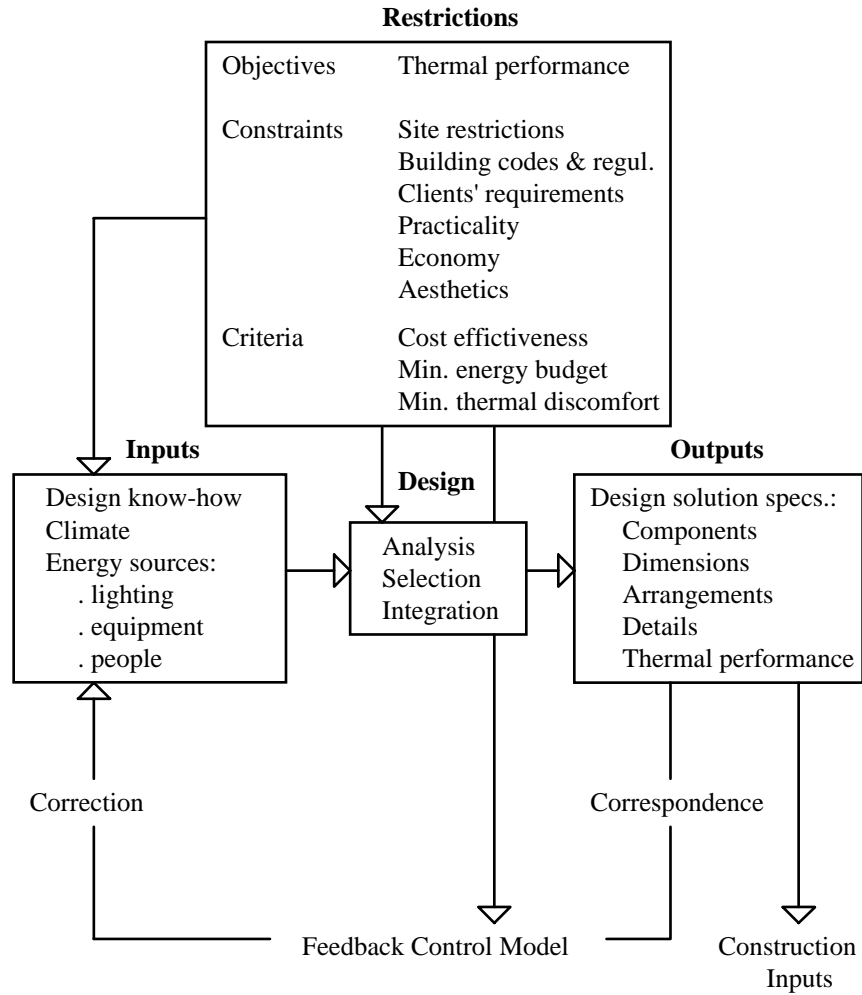 Restrictions
Objectives Thermal performance
Constraints Site restrictions
Building codes & regul.
Clients' requirements
Practicality
Economy
Aesthetics
Criteria Cost effictiveness
Min. energy budget
Min. thermal discomfort
Inputs
Design know-how
Climate
Energy sources:
. lighting
. equipment
. people
Design
Analysis
Selection
Integration
Outputs
Design solution specs.:
Components
Dimensions
Arrangements
Details
Thermal performance
Correction
Correspondence
Feedback Control Model
Construction
Inputs